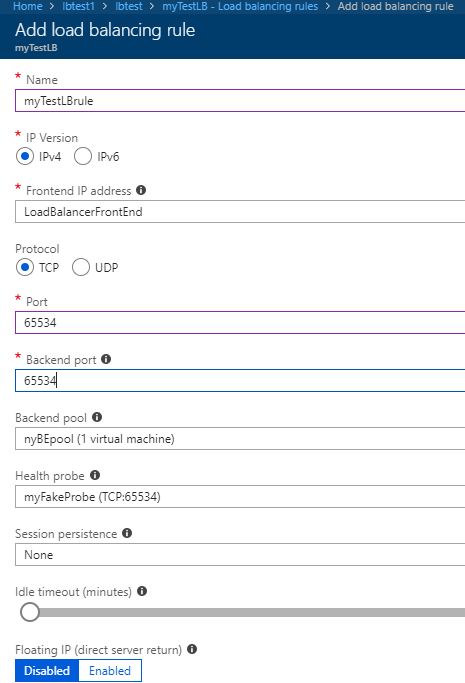 Home > lbtest1 > lbtest > myTestLB - Load balancing rules > Add load balancing rule
Add load balancing rule
myTestLB
* Name
myTestLBrule
* IP Version
IPv4 IPv6
* Frontend IP address
LoadBalancerFrontEnd
Protocol
TCP UDP
* Port
65534
* Backend port
65534
Backend pool
nyBEpool (1 virtual machine)
Health probe
myFakeProbe (TCP:65534)
Session persistence
None
Idle timeout (minutes)
Floating IP (direct server return)
Disabled Enabled